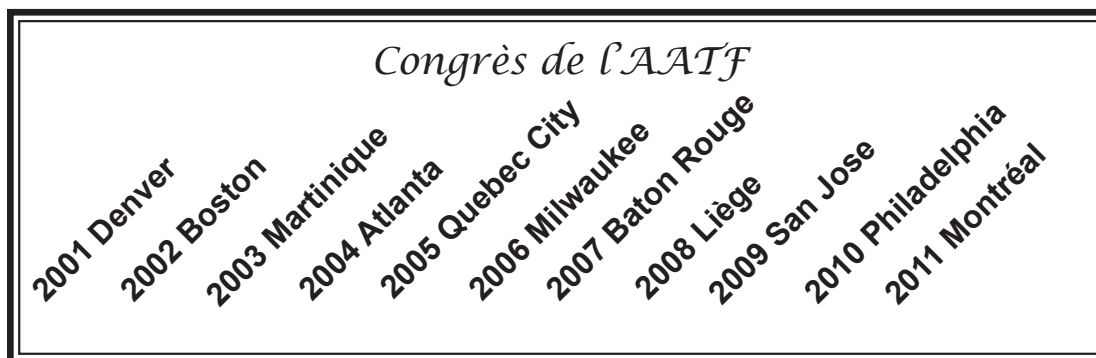 Congrès de l'AATF
2001 Denver
2002 Boston
2003 Martinique
2004 Atlanta
2005 Quebec City
2006 Milwaukee
2007 Baton Rouge
2008 Liège
2009 San Jose
2010 Philadelphia
2011 Montréal